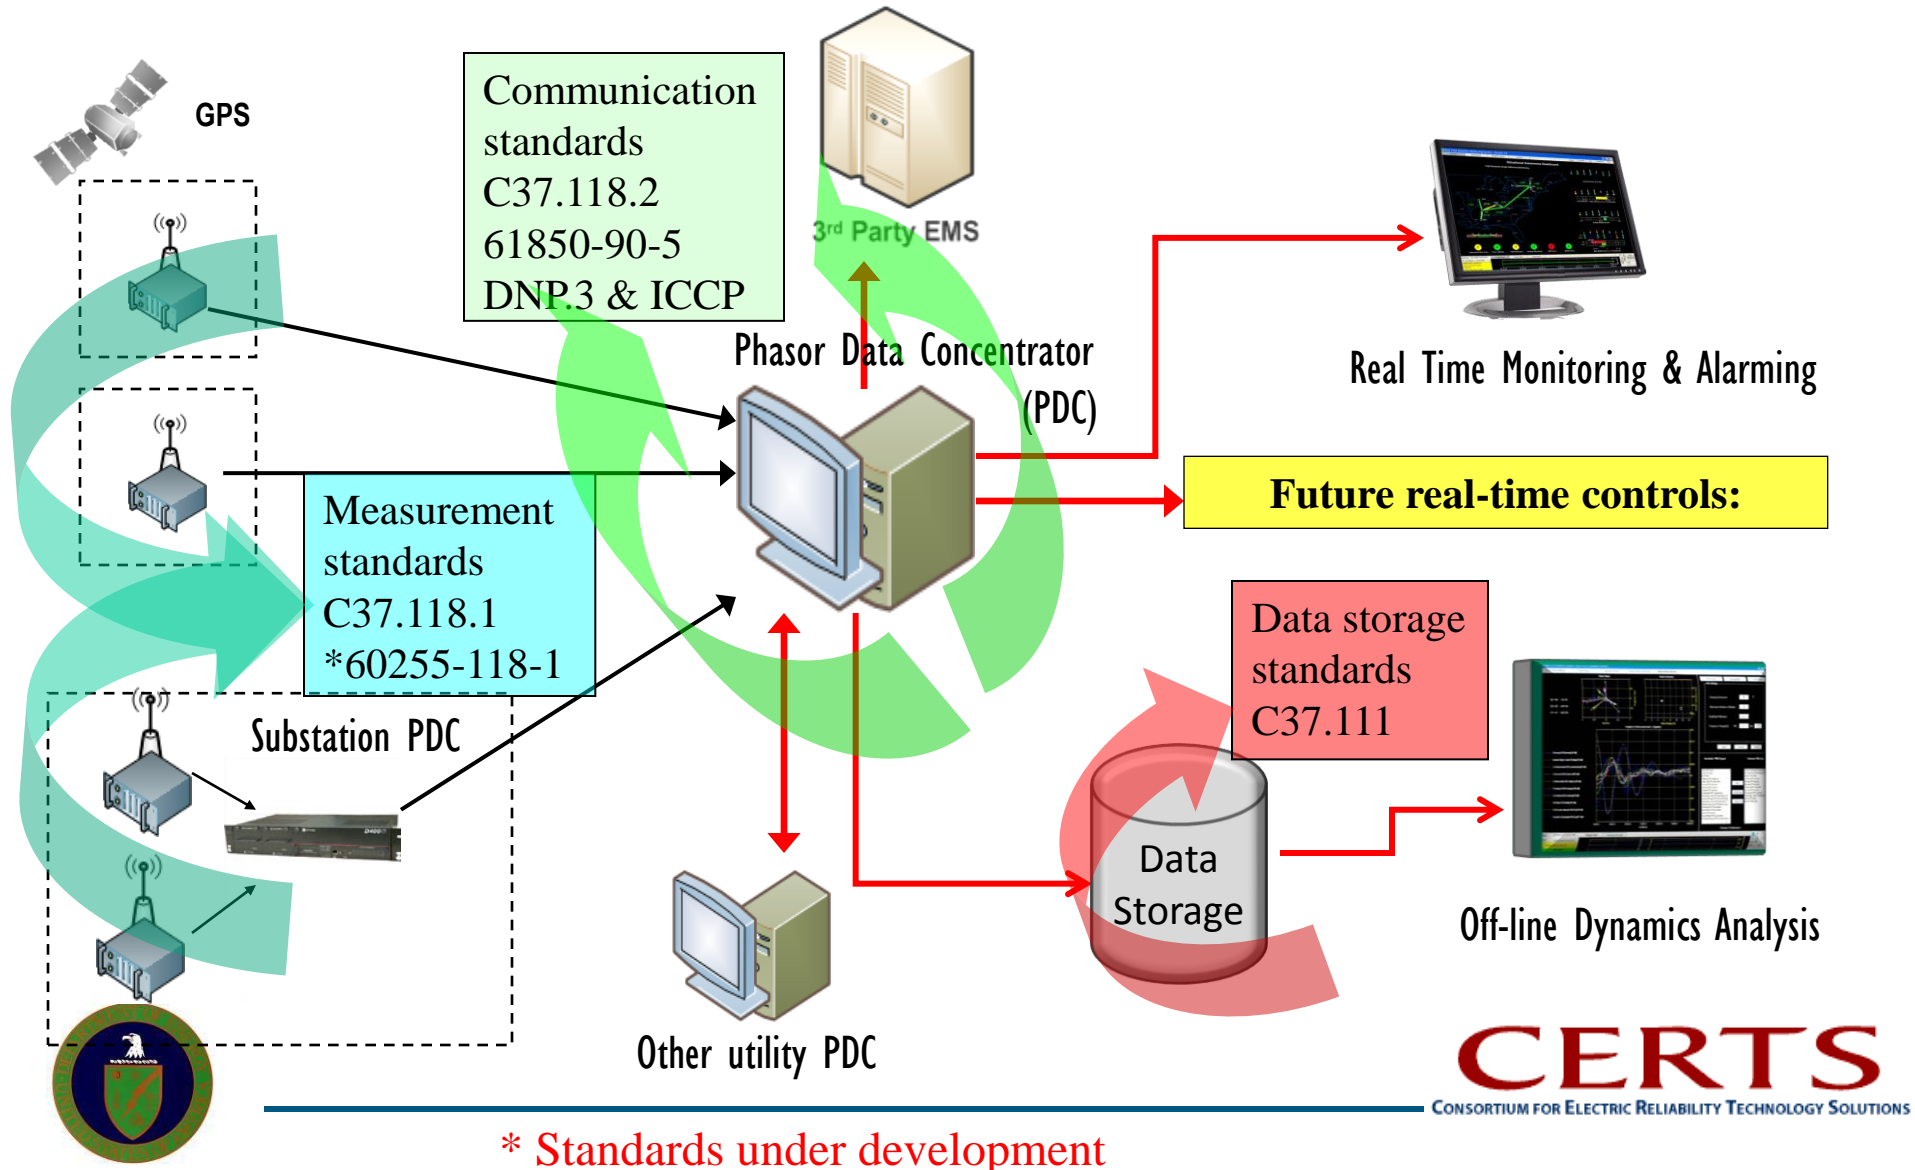 GPS
Communication
standards
C37.118.2
61850-90-5
DNP.3 & ICCP
3rd Party EMS
Phasor Data Concentrator
(PDC)
Real Time Monitoring & Alarming
Future real-time controls:
Measurement
standards
C37.118.1
*60255-118-1
Data storage
standards
C37.111
Substation PDC
Data
Storage
Off-line Dynamics Analysis
Other utility PDC
CERTS
CONSORTIUM FOR ELECTRIC RELIABILITY TECHNOLOGY SOLUTIONS
* Standards under development